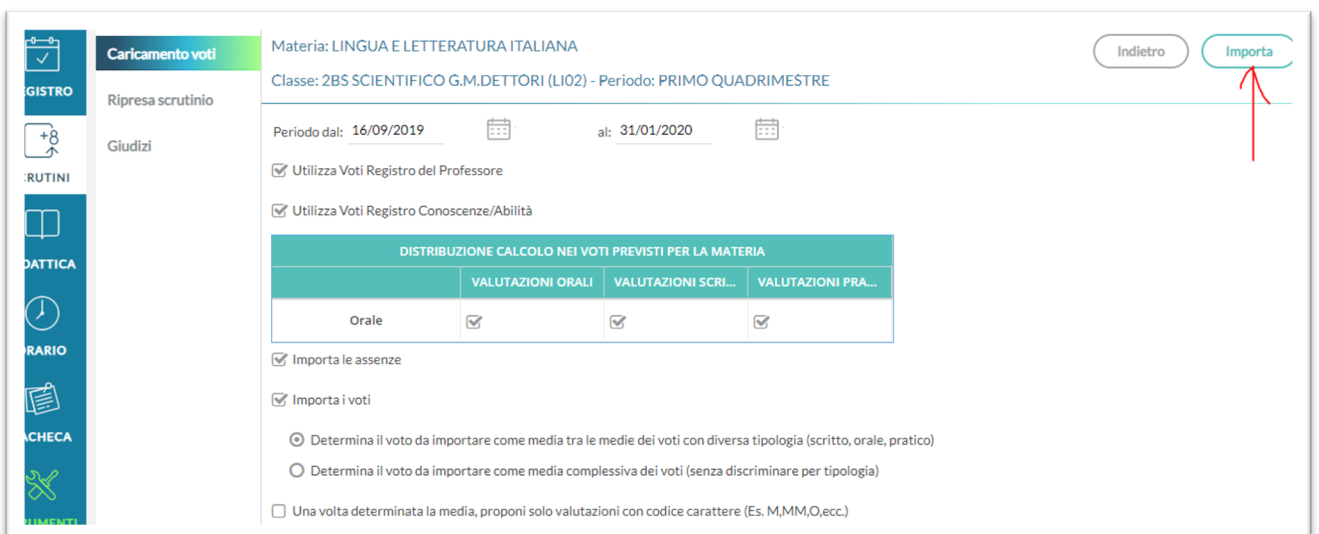 GISTRO
RUTINI
DATTICA
RARIO
ACHECA
UMENTI
Caricamento voti
Ripresa scrutinio
Giudizi
Materia: LINGUA E LETTERATURA ITALIANA
Classe: 2BS SCIENTIFICO G.M.DETTORI (LI02) - Periodo: PRIMO QUADRIMESTRE
Indietro
Importa
Periodo dal: 16/09/2019 al: 31/01/2020
Utilizza Voti Registro del Professore
Utilizza Voti Registro Conoscenze/Abilità
DISTRIBUZIONE CALCOLO NEI VOTI PREVISTI PER LA MATERIA
VALUTAZIONI ORALI VALUTAZIONI SCRI... VALUTAZIONI PRA...
Orale
Importa le assenze
Importa i voti
Determina il voto da importare come media tra le medie dei voti con diversa tipologia (scritto, orale, pratico)
Determina il voto da importare come media complessiva dei voti (senza discriminare per tipologia)
Una volta determinata la media, proponi solo valutazioni con codice carattere (Es. M,MM,O,ecc.)